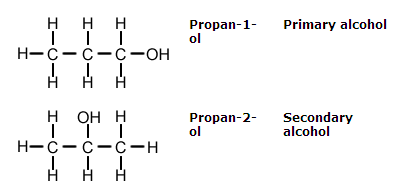 H H H
H-C-C-C-OH
H H H
Propan-1-
ol
Primary alcohol
H OH H
H-C-C-C-H
H H H
Propan-2-
ol
Secondary
alcohol